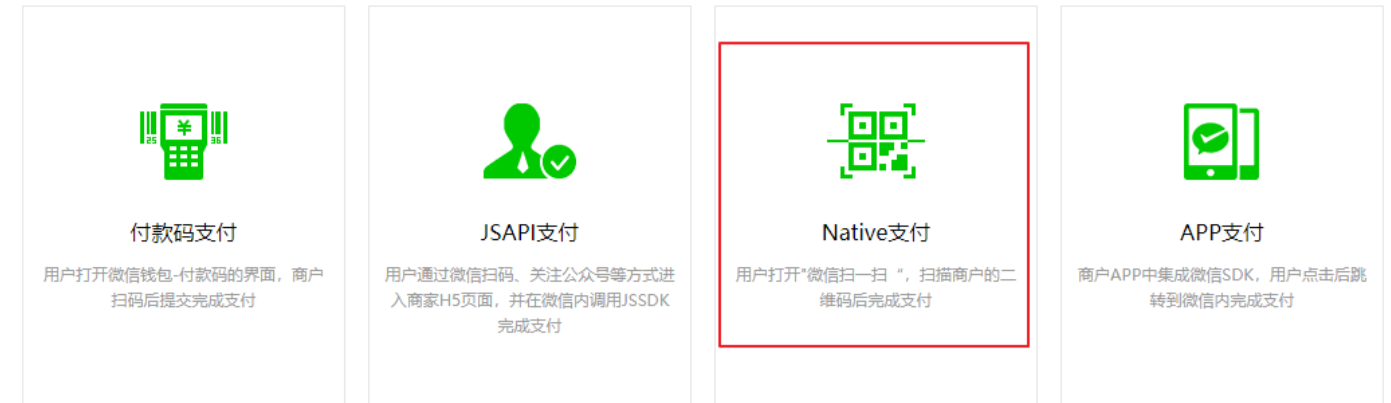 ¥
25
36
付款码支付
用户打开微信钱包-付款码的界面，商户
扫码后提交完成支付
JSAPI支付
用户通过微信扫码、关注公众号等方式进
入商家H5页面，并在微信内调用JSSDK
完成支付
Native支付
用户打开"微信扫一扫“，扫描商户的二
维码后完成支付
APP支付
商户APP中集成微信SDK，用户点击后跳
转到微信内完成支付